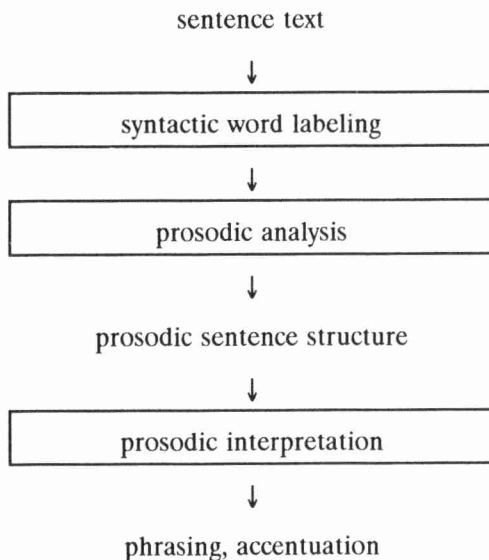 sentence text
↓
syntactic word labeling
↓
prosodic analysis
↓
prosodic sentence structure
↓
prosodic interpretation
↓
phrasing, accentuation